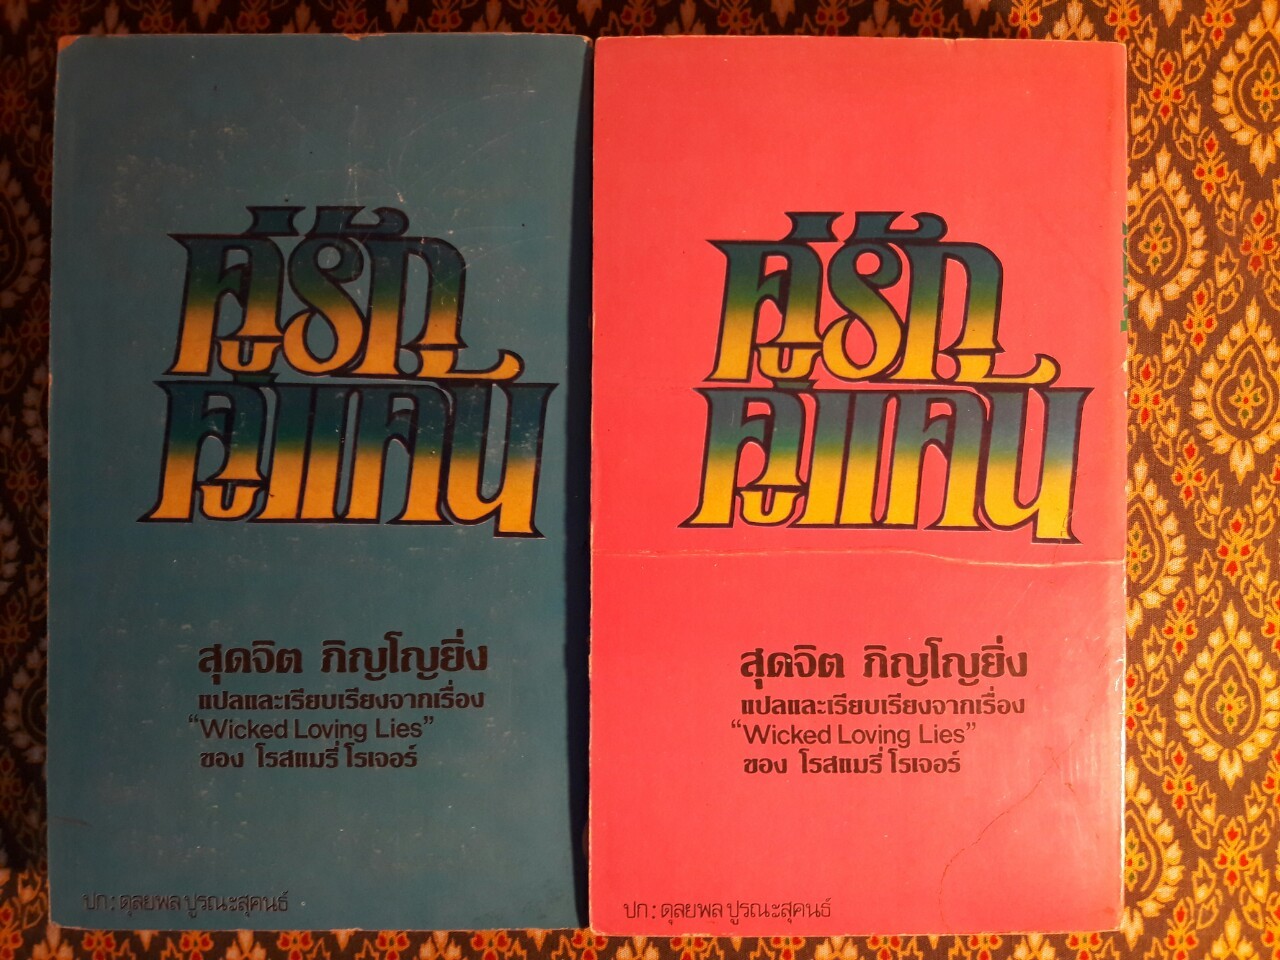 คู่รัก
คู่แค้น
สุดจิต ภิญโญยิ่ง
แปลและเรียบเรียงจากเรื่อง
“Wicked Loving Lies”
ของ โรสแมรี่ โรเจอร์
ปก : ดุลยพล ปูรณะสุคนธ์
คู่รัก
คู่แค้น
สุดจิต ภิญโญยิ่ง
แปลและเรียบเรียงจากเรื่อง
“Wicked Loving Lies”
ของ โรสแมรี่ โรเจอร์
ปก : ดุลยพล ปูรณะสุคนธ์